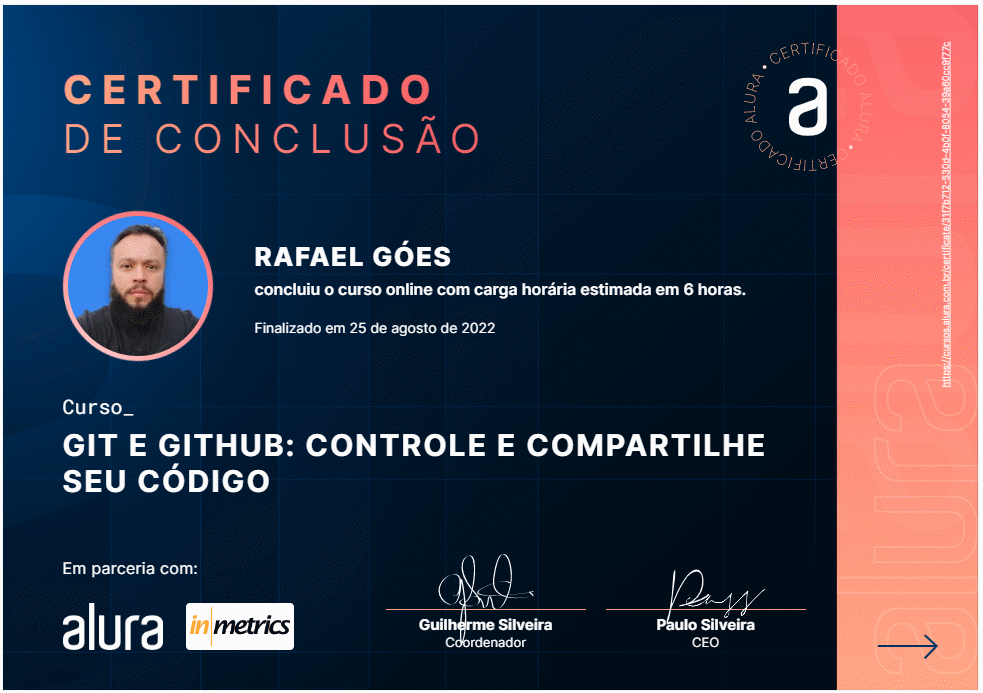 CERTIFICADO
DE CONCLUSÃO
CERTIFICADO ALURA • CERTIFICADO ALURA •
a
RAFAEL GÓES
concluiu o curso online com carga horária estimada em 6 horas.
Finalizado em 25 de agosto de 2022
Curso_
GIT E GITHUB: CONTROLE E COMPARTILHE
SEU CÓDIGO
Em parceria com:
alura
inmetrics
Guilherme Silveira
Coordenador
Paulo Silveira
CEO
https://cursos.alura.com.br/certificate/31f7b712-530d-4b0f-8054-39a60cc9f77c
alura